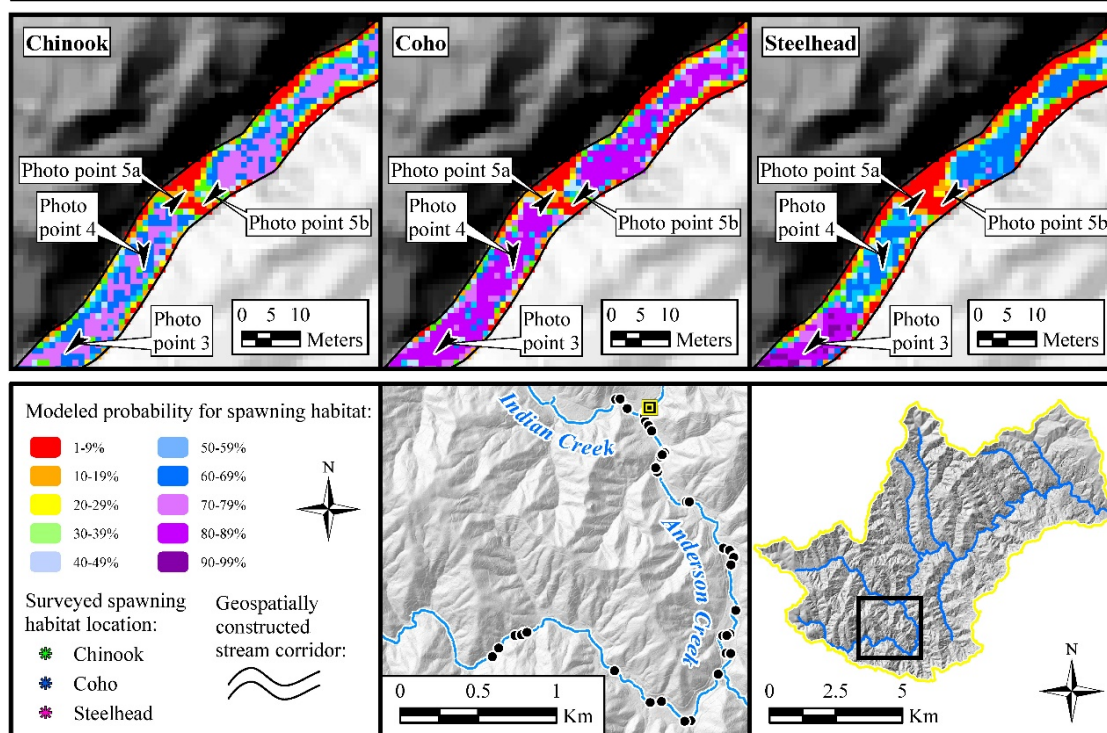 Chinook
Photo point 5a
Photo
point 4
Photo point 5b
Photo
point 3
0 5 10
Meters
Coho
Photo point 5a
Photo
point 4
Photo point 5b
Photo
point 3
0 5 10
Meters
Steelhead
Photo point 5a
Photo
point 4
Photo point 5b
Photo
point 3
0 5 10
Meters
Modeled probability for spawning habitat:
1-9%
10-19%
20-29%
30-39%
40-49%
50-59%
60-69%
70-79%
80-89%
90-99%
N
Surveyed spawning
habitat location:
Chinook
Coho
Steelhead
Geospatially
constructed
stream corridor:
Indian Creek
Anderson Creek
0 0.5 1
Km
0 2.5 5
Km
N